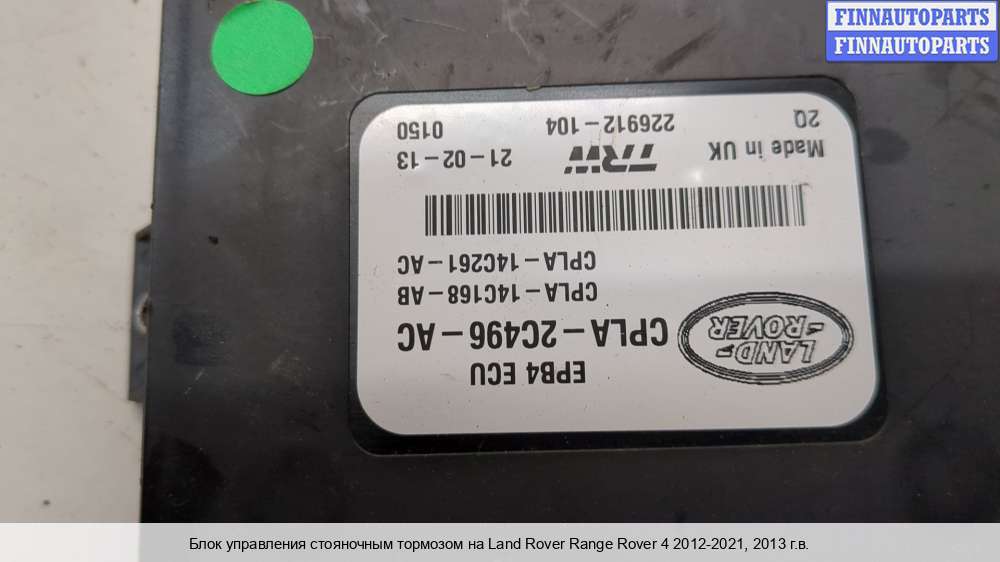 FINNAUTOPARTS
FINNAUTOPARTS
EPB4 ECU
LAND-
-ROVER
CPLA-2C496-AC
CPLA-14C168-AB
CPLA-14C261-AC
Made in UK TRW 21-02-13
2Q 226912-104 0150
Блок управления стояночным тормозом на Land Rover Range Rover 4 2012-2021, 2013 г.в.